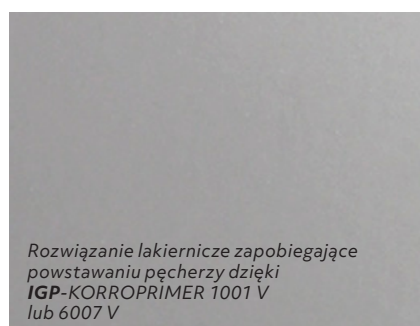 Rozwiązanie lakiernicze zapobiegające
powstawaniu pęcherzy dzięki
IGP-KORROPRIMER 1001 V
lub 6007 V